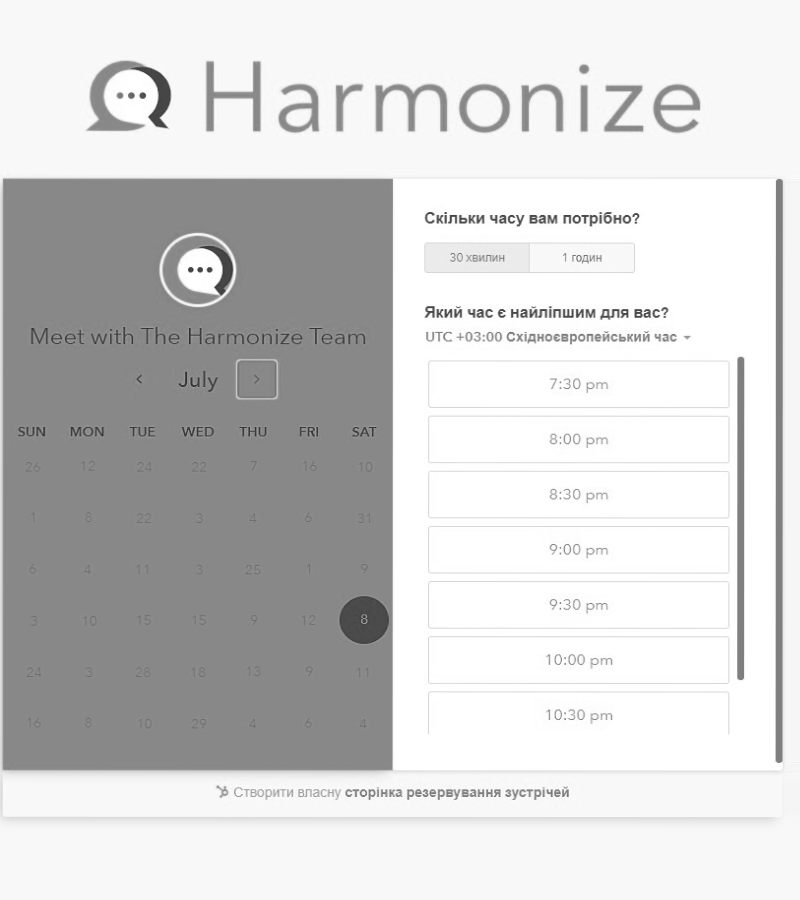 Harmonize
Meet with The Harmonize Team
July
SUN MON TUE WED THU FRI SAT
26 12 24 22 7 16 10
1 8 22 3 4 6 31
6 4 11 3 25 1 9
3 10 15 15 9 12 8
24 3 28 18 13 9 11
16 8 10 29 4 6 4
Скільки часу вам потрібно?
30 хвилин 1 годин
Який час є найліпшим для вас?
UTC +03:00 Східноєвропейський час
7:30 pm
8:00 pm
8:30 pm
9:00 pm
9:30 pm
10:00 pm
10:30 pm
Створити власну сторінка резервування зустрічей